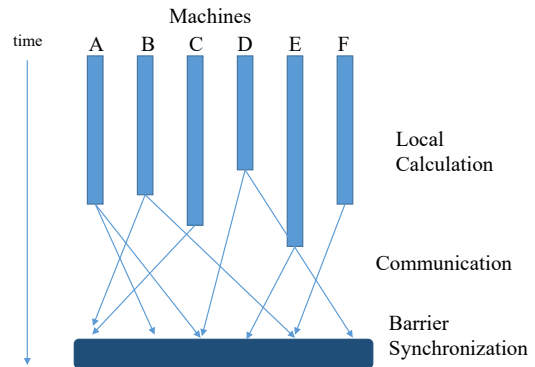 Machines
time
A B C D E F
Local
Calculation
Communication
Barrier
Synchronization